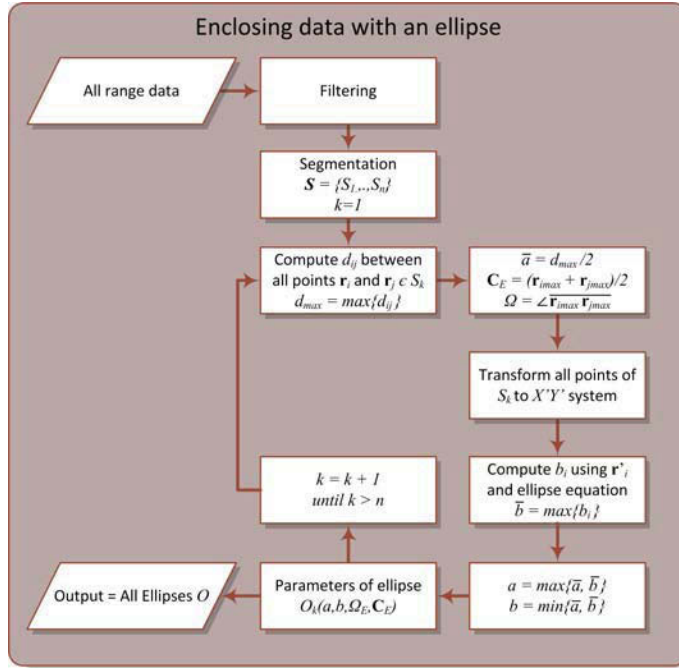 Enclosing data with an ellipse
All range data
Filtering
Segmentation
S = {S1,..,Sn}
k=1
Compute dij between
all points ri and rj c Sk
dmax = max{dij}
a̅ = dmax/2
CE = (rimax + rjmax)/2
Ω = ∠r̅i̅m̅a̅x̅ r̅j̅m̅a̅x̅
Transform all points of
Sk to X'Y' system
Compute bi using r'i
and ellipse equation
b̅ = max{bi}
k = k + 1
until k > n
a = max{a̅, b̅}
b = min{a̅, b̅}
Parameters of ellipse
Ok(a,b,ΩE,CE)
Output = All Ellipses O